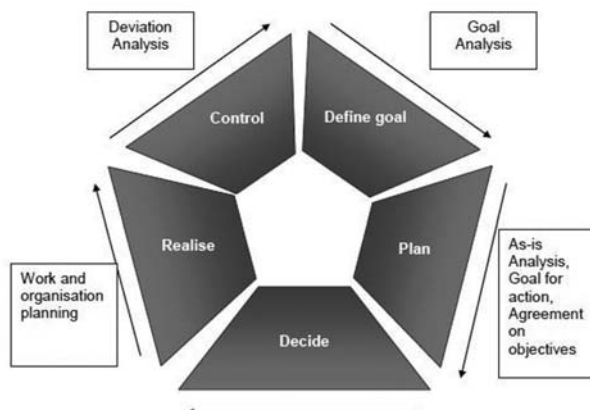 Deviation
Analysis
Goal
Analysis
Control
Define goal
Realise
Plan
Work and
organisation
planning
As-is
Analysis,
Goal for
action,
Agreement
on
objectives
Decide